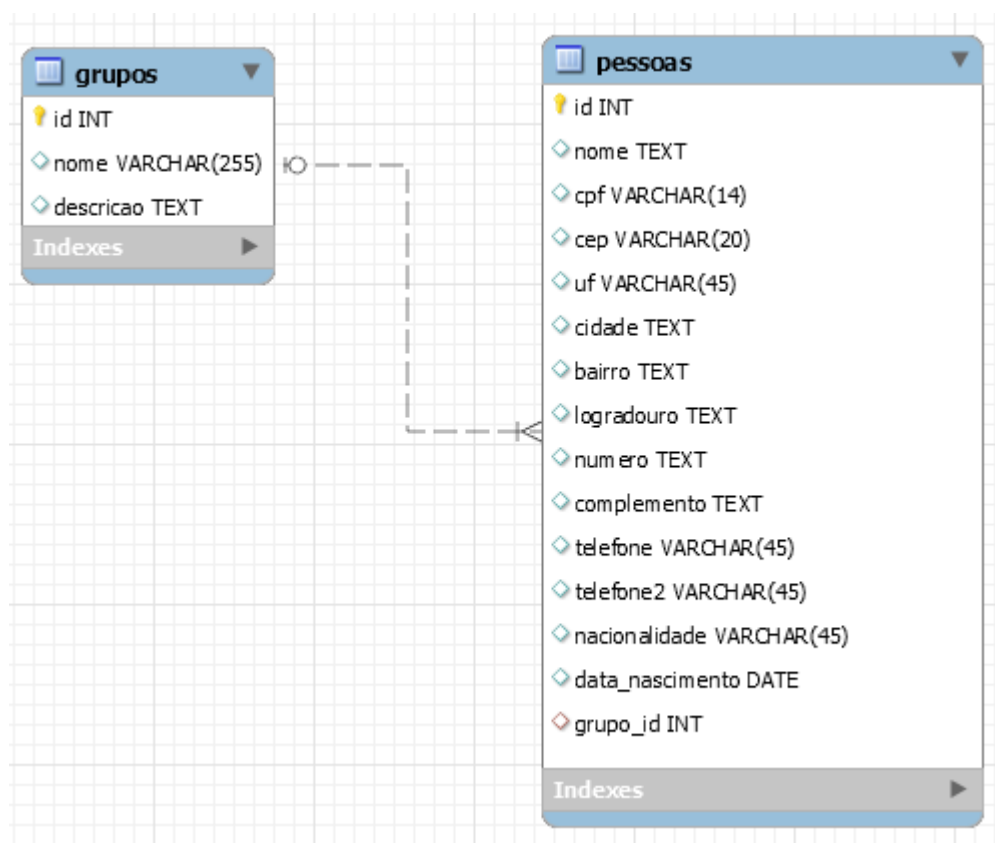 grupos
id INT
nome VARCHAR(255)
descricao TEXT
Indexes
pessoas
id INT
nome TEXT
cpf VARCHAR(14)
cep VARCHAR(20)
uf VARCHAR(45)
cidade TEXT
bairro TEXT
logradouro TEXT
numero TEXT
complemento TEXT
telefone VARCHAR(45)
telefone2 VARCHAR(45)
nacionalidade VARCHAR(45)
data_nascimento DATE
grupo_id INT
Indexes